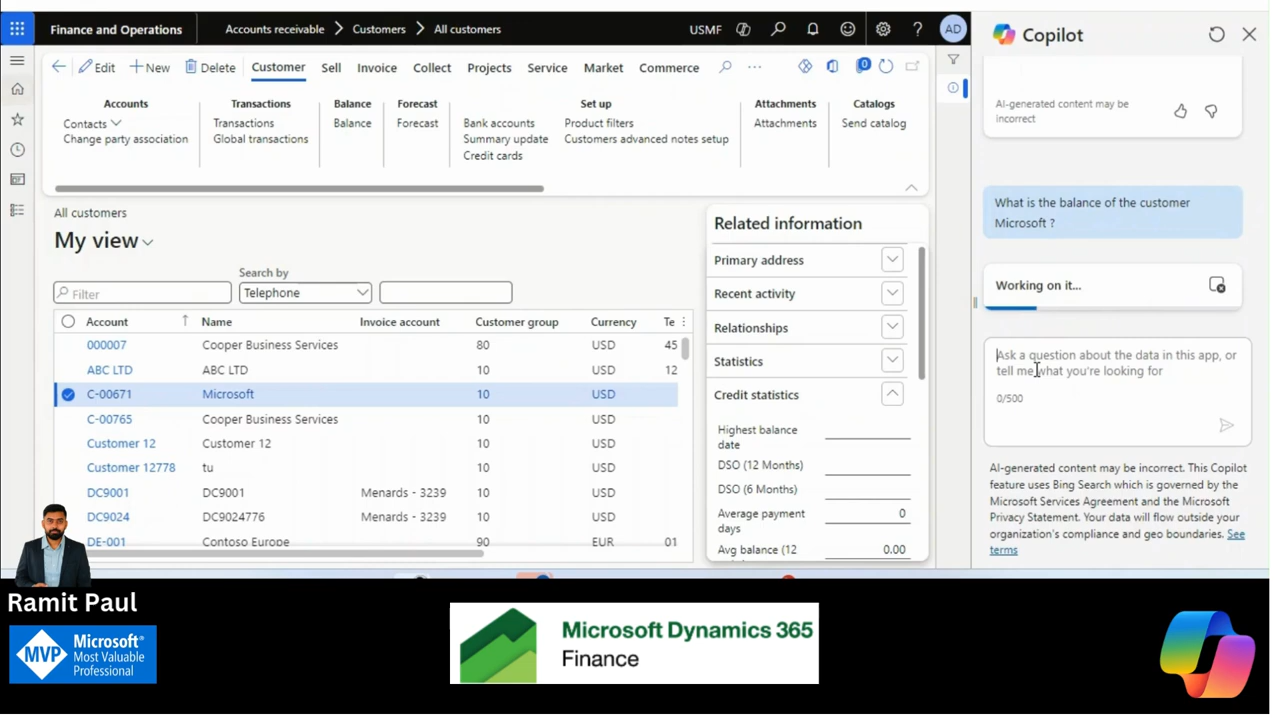 Finance and Operations
Accounts receivable > Customers > All customers
USMF
AD
Edit
New
Delete
Customer
Sell
Invoice
Collect
Projects
Service
Market
Commerce
0
Accounts
Contacts
Change party association
Transactions
Transactions
Global transactions
Balance
Balance
Forecast
Forecast
Set up
Bank accounts
Summary update
Credit cards
Product filters
Customers advanced notes setup
Attachments
Attachments
Catalogs
Send catalog
All customers
My view
Search by
Filter
Telephone
Account Name Invoice account Customer group Currency Te
000007 Cooper Business Services 80 USD 45
ABC LTD ABC LTD 10 USD 12
C-00671 Microsoft 10 USD
C-00765 Cooper Business Services 10 USD
Customer 12 Customer 12 10 USD
Customer 12778 tu 10 USD
DC9001 DC9001 Menards - 3239 10 USD
DC9024 DC9024776 Menards - 3239 10 USD
DE-001 Contoso Europe 90 EUR 01
Related information
Primary address
Recent activity
Relationships
Statistics
Credit statistics
Highest balance
date
DSO (12 Months)
DSO (6 Months)
Average payment 0
days
Avg balance (12 0.00
Copilot
AI-generated content may be
incorrect
What is the balance of the customer
Microsoft ?
Working on it...
Ask a question about the data in this app, or
tell me what you're looking for
0/500
AI-generated content may be incorrect. This Copilot
feature uses Bing Search which is governed by the
Microsoft Services Agreement and the Microsoft
Privacy Statement. Your data will flow outside your
organization's compliance and geo boundaries. See
terms
Ramit Paul
MVP
Microsoft®
Most Valuable
Professional
Microsoft Dynamics 365
Finance